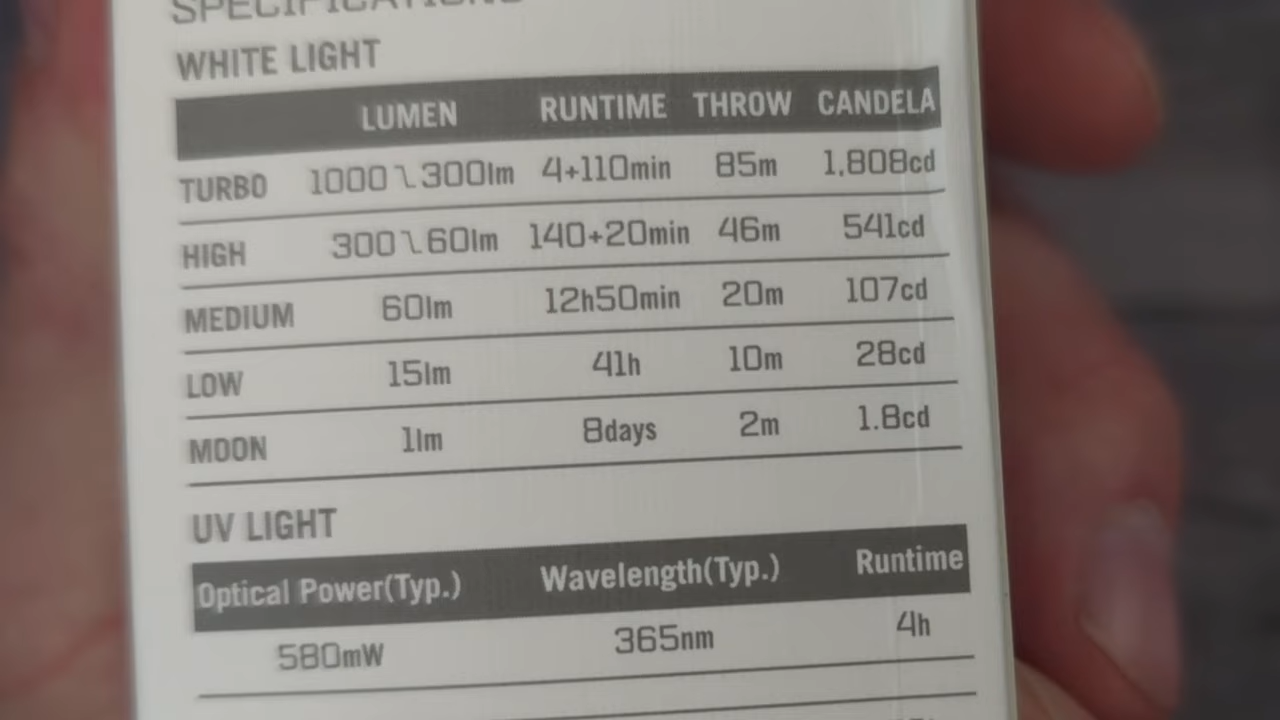 SPECIFICATIONS
WHITE LIGHT
LUMEN RUNTIME THROW CANDELA
TURBO 1000↘300lm 4+110min 85m 1,808cd
HIGH 300↘60lm 140+20min 46m 541cd
MEDIUM 60lm 12h50min 20m 107cd
LOW 15lm 41h 10m 28cd
MOON 1lm 8days 2m 1.8cd
UV LIGHT
Optical Power(Typ.) Wavelength(Typ.) Runtime
580mW 365nm 4h